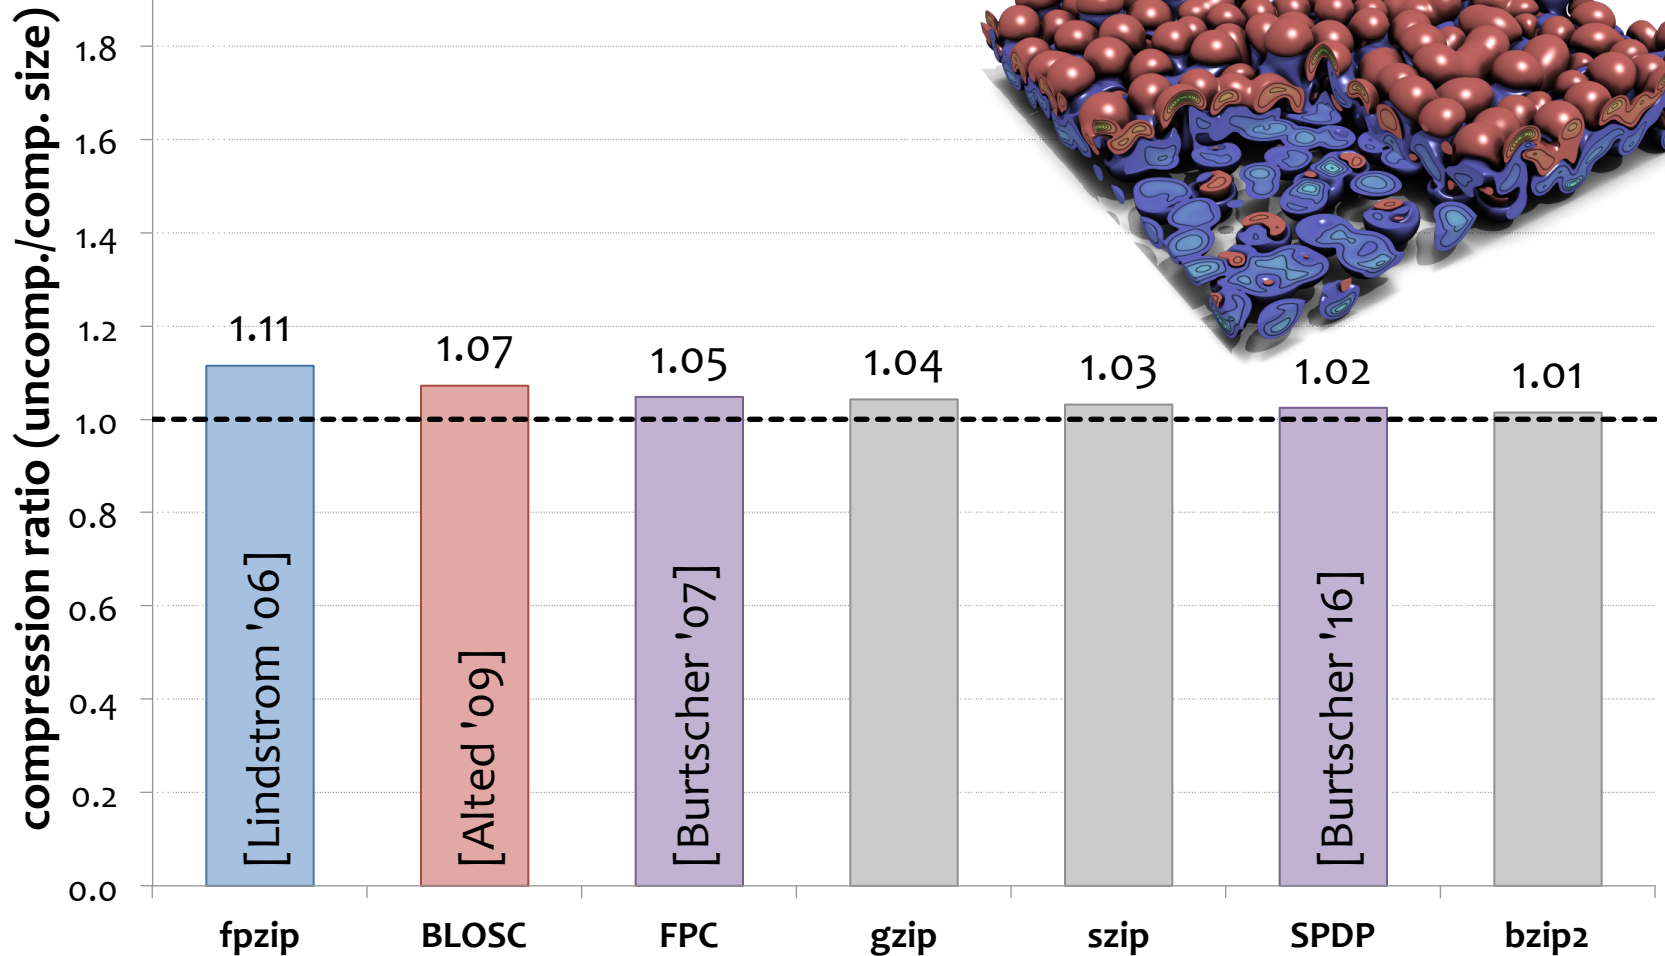 compression ratio (uncomp./comp. size)
1.8
1.6
1.4
1.2
1.0
0.8
0.6
0.4
0.2
0.0
1.11
1.07
1.05
1.04
1.03
1.02
1.01
[Lindstrom '06]
[Alted '09]
[Burtscher '07]
[Burtscher '16]
fpzip
BLOSC
FPC
gzip
szip
SPDP
bzip2